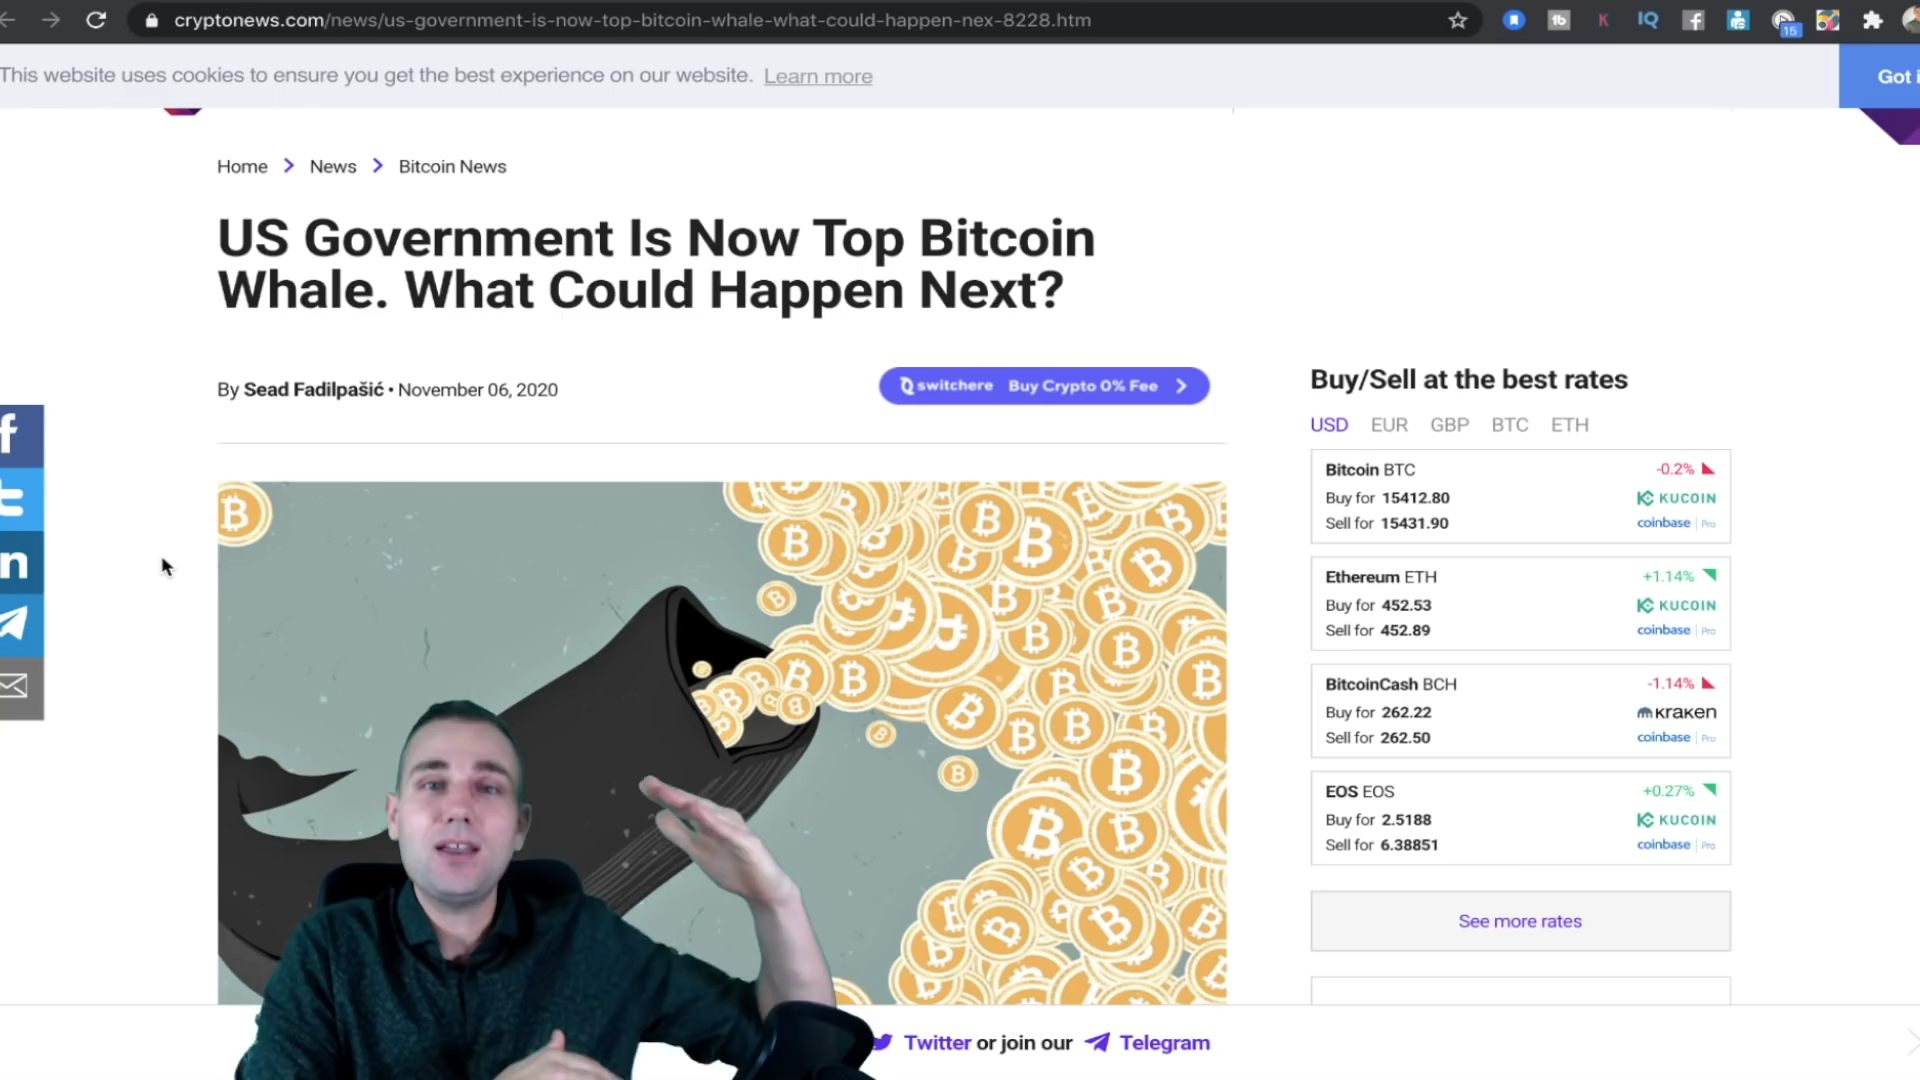 cryptonews.com/news/us-government-is-now-top-bitcoin-whale-what-could-happen-nex-8228.htm
K
IQ
15
This website uses cookies to ensure you get the best experience on our website. Learn more
Got
Home > News > Bitcoin News
US Government Is Now Top Bitcoin
Whale. What Could Happen Next?
By Sead Fadilpašić • November 06, 2020
switchere Buy Crypto 0% Fee >
Buy/Sell at the best rates
USD EUR GBP BTC ETH
Bitcoin BTC -0.2%
Buy for 15412.80 KUCOIN
Sell for 15431.90 coinbase | Pro
Ethereum ETH +1.14%
Buy for 452.53 KUCOIN
Sell for 452.89 coinbase | Pro
BitcoinCash BCH -1.14%
Buy for 262.22 kraken
Sell for 262.50 coinbase | Pro
EOS EOS +0.27%
Buy for 2.5188 KUCOIN
Sell for 6.38851 coinbase | Pro
See more rates
Twitter or join our Telegram